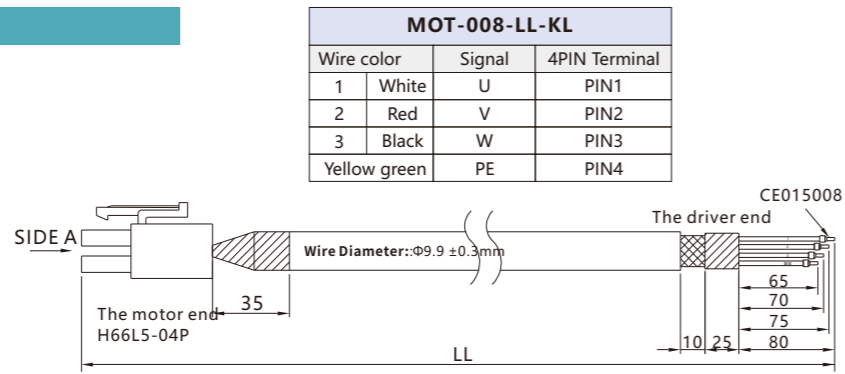 MOT-008-LL-KL
Wire color Signal 4PIN Terminal
1 White U PIN1
2 Red V PIN2
3 Black W PIN3
Yellow green PE PIN4
CE015008
The driver end
SIDE A
Wire Diameter::Φ9.9 ±0.3mm
65
70
75
80
35
The motor end
H66L5-04P
10 25
LL